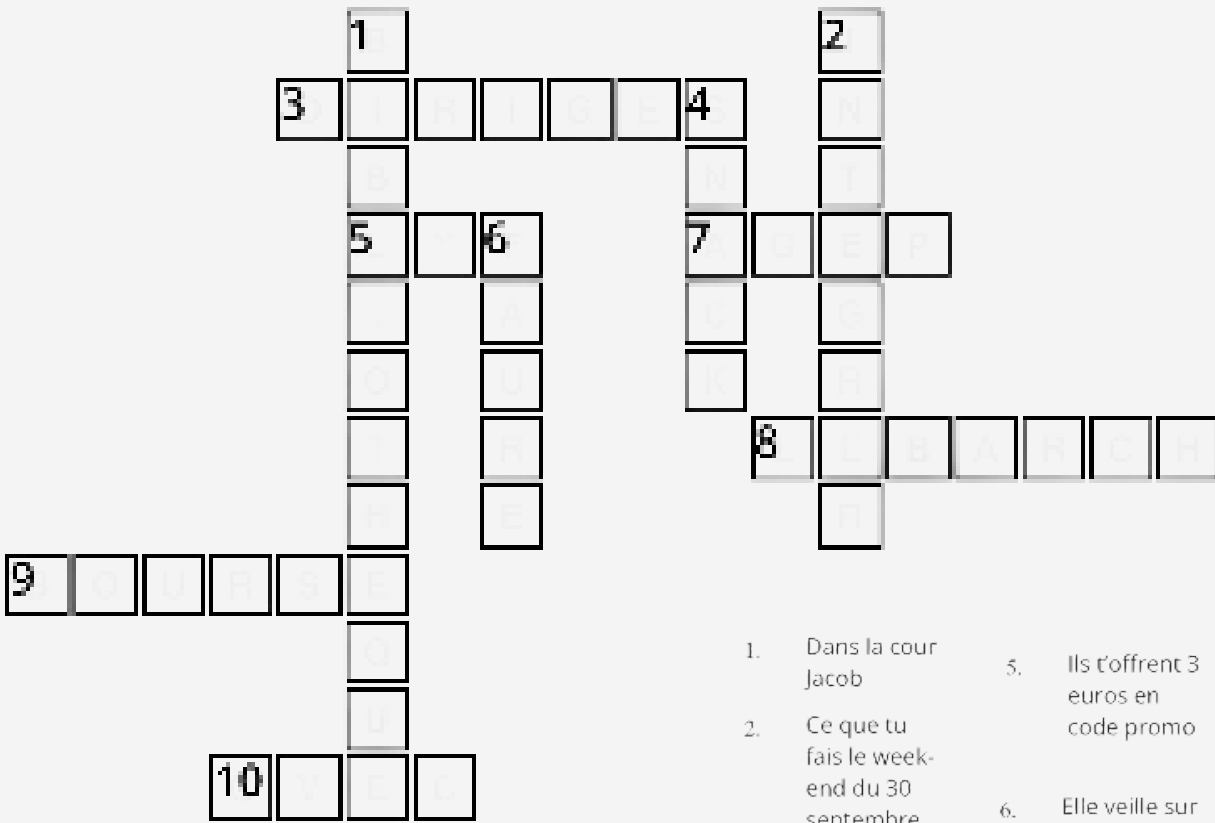 1
2
3 D I R I G E S 4
5 L Y F 6
7 A G E P
8 L E B A R C H
9 B O U R S E
10 V E C
B I B L I O T H E Q U E
I N T E G R E R
S N A C K
F A U R E
1. Dans la cour
Jacob
2. Ce que tu
fais le week-
end du 30
septembre
5. Ils t'offrent 3
euros en
code promo
6. Elle veille sur